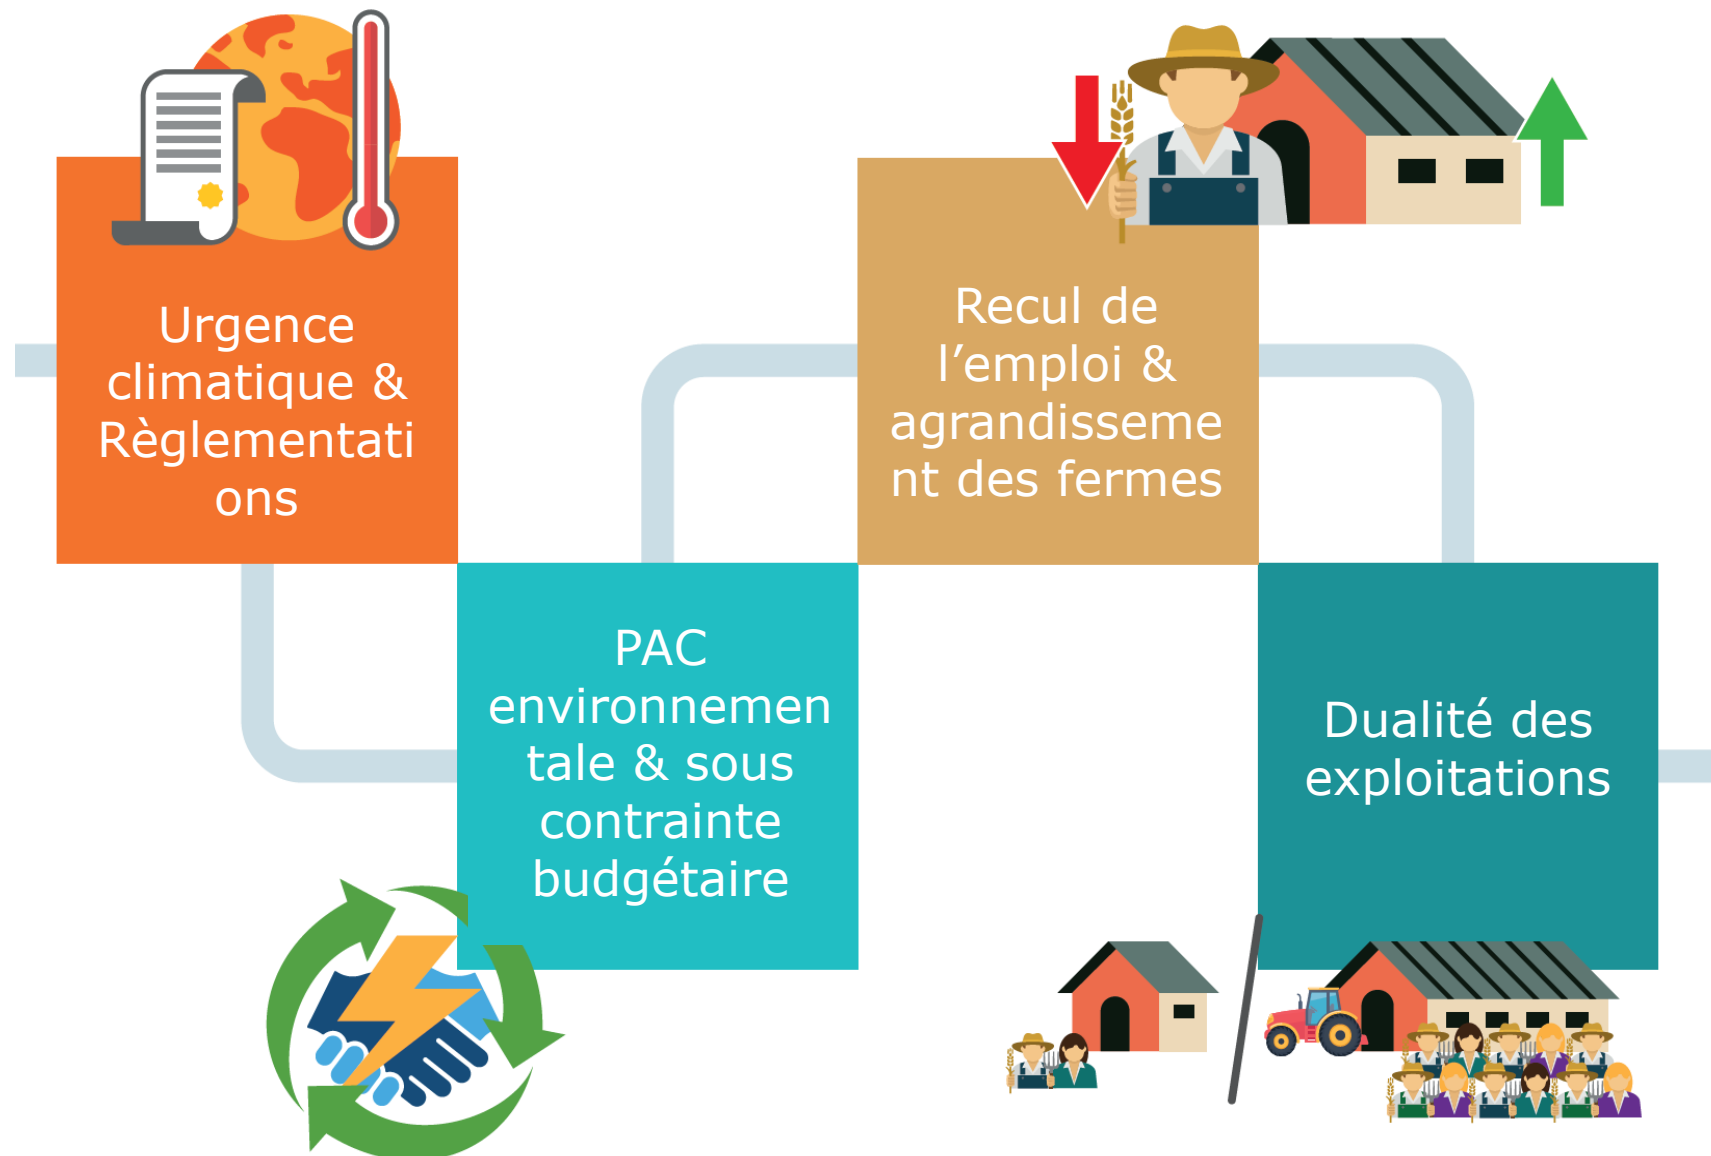 Urgence
climatique &
Règlementati
ons
PAC
environnemen
tale & sous
contrainte
budgétaire
Recul de
l’emploi &
agrandisseme
nt des fermes
Dualité des
exploitations